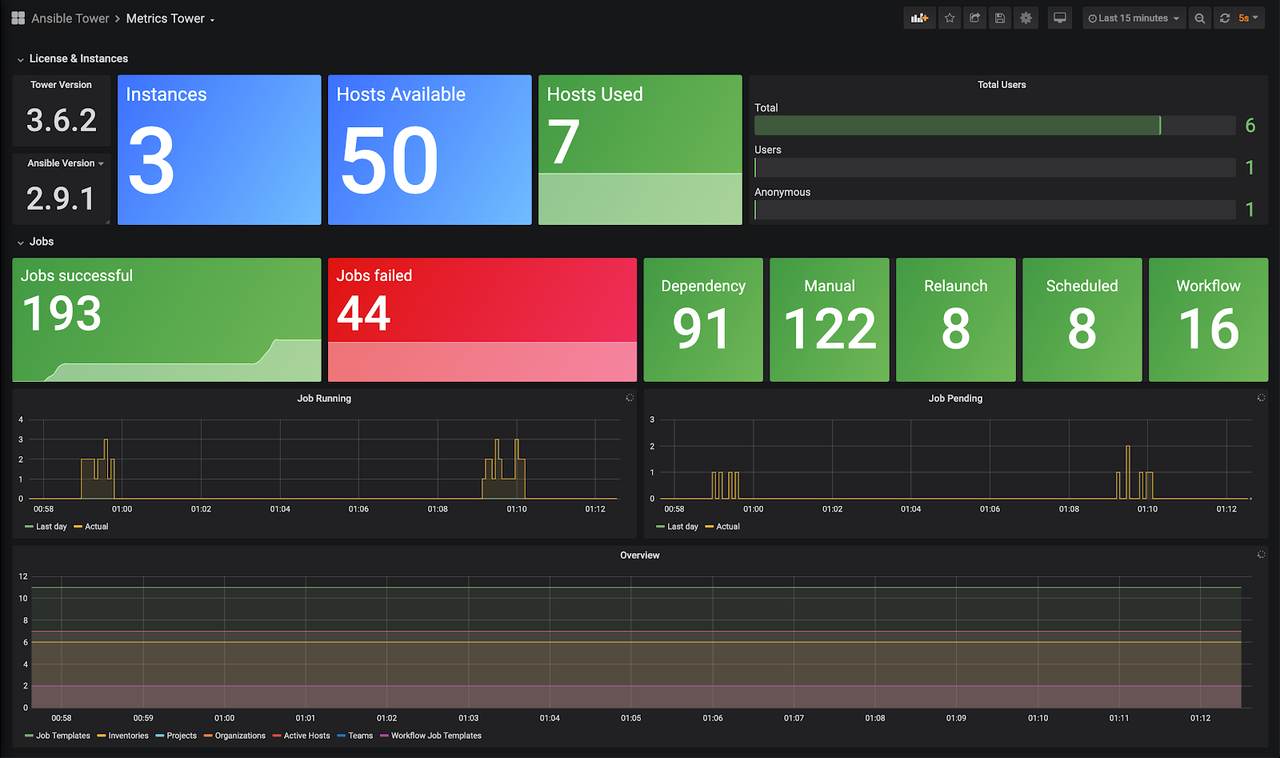 Ansible Tower > Metrics Tower
Last 15 minutes
5s
License & Instances
Tower Version
3.6.2
Ansible Version
2.9.1
Instances
3
Hosts Available
50
Hosts Used
7
Total Users
Total
6
Users
1
Anonymous
1
Jobs
Jobs successful
193
Jobs failed
44
Dependency
91
Manual
122
Relaunch
8
Scheduled
8
Workflow
16
Job Running
4
3
2
1
0
00:58 01:00 01:02 01:04 01:06 01:08 01:10 01:12
Last day Actual
Job Pending
3
2
1
0
00:58 01:00 01:02 01:04 01:06 01:08 01:10 01:12
Last day Actual
Overview
12
10
8
6
4
2
0
00:58 00:59 01:00 01:01 01:02 01:03 01:04 01:05 01:06 01:07 01:08 01:09 01:10 01:11 01:12
Job Templates Inventories Projects Organizations Active Hosts Teams Workflow Job Templates